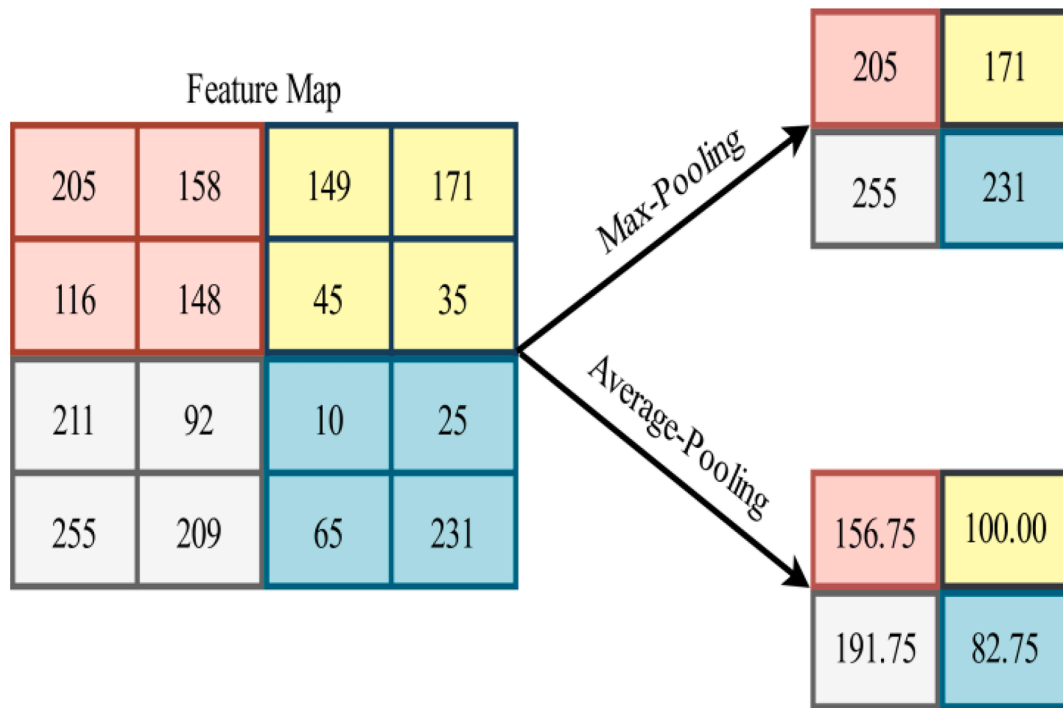 Feature Map
205 158 149 171
116 148 45 35
211 92 10 25
255 209 65 231
Max-Pooling
205 171
255 231
Average-Pooling
156.75 100.00
191.75 82.75